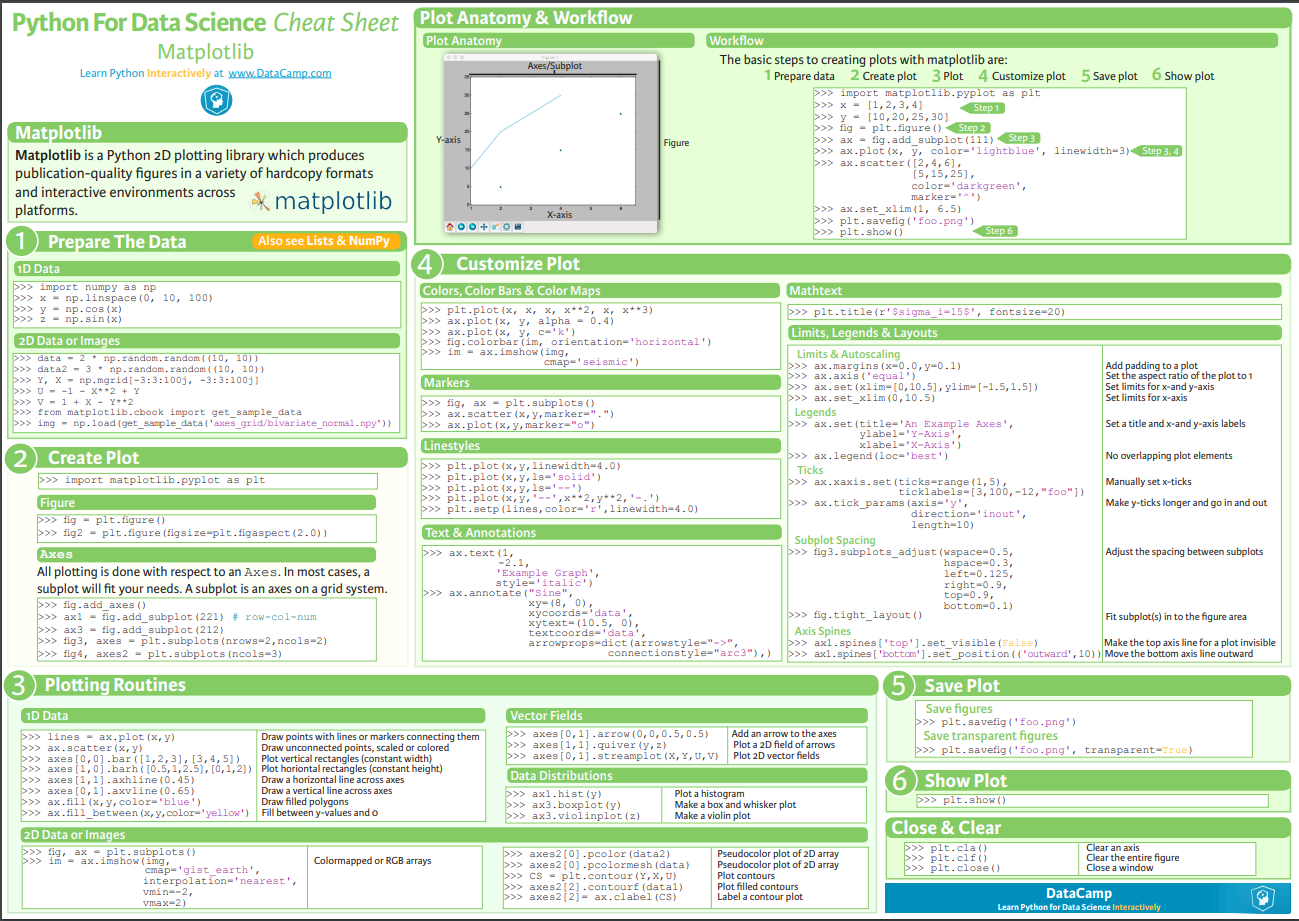 Python For Data Science Cheat Sheet
Matplotlib
Learn Python Interactively at www.DataCamp.com
Matplotlib
Matplotlib is a Python 2D plotting library which produces
publication-quality figures in a variety of hardcopy formats
and interactive environments across
platforms.
matplotlib
Plot Anatomy & Workflow
Plot Anatomy
Axes/Subplot
Y-axis
Figure
X-axis
Workflow
The basic steps to creating plots with matplotlib are:
1 Prepare data 2 Create plot 3 Plot 4 Customize plot 5 Save plot 6 Show plot
>>> import matplotlib.pyplot as plt
>>> x = [1,2,3,4]
Step 1
>>> y = [10,20,25,30]
>>> fig = plt.figure() Step 2
>>> ax = fig.add_subplot(111) Step 3
>>> ax.plot(x, y, color='lightblue', linewidth=3) Step 3, 4
>>> ax.scatter([2,4,6],
[5,15,25],
color='darkgreen',
marker='^')
>>> ax.set_xlim(1, 6.5)
>>> plt.savefig('foo.png')
>>> plt.show() Step 6
1 Prepare The Data
Also see Lists & NumPy
1D Data
>>> import numpy as np
>>> x = np.linspace(0, 10, 100)
>>> y = np.cos(x)
>>> z = np.sin(x)
2D Data or Images
>>> data = 2 * np.random.random((10, 10))
>>> data2 = 3 * np.random.random((10, 10))
>>> Y, X = np.mgrid[-3:3:100j, -3:3:100j]
>>> U = -1 - X**2 + Y
>>> V = 1 + X - Y**2
>>> from matplotlib.cbook import get_sample_data
>>> img = np.load(get_sample_data('axes_grid/bivariate_normal.npy'))
2 Create Plot
>>> import matplotlib.pyplot as plt
Figure
>>> fig = plt.figure()
>>> fig2 = plt.figure(figsize=plt.figaspect(2.0))
Axes
All plotting is done with respect to an Axes. In most cases, a
subplot will fit your needs. A subplot is an axes on a grid system.
>>> fig.add_axes()
>>> ax1 = fig.add_subplot(221) # row-col-num
>>> ax3 = fig.add_subplot(212)
>>> fig3, axes = plt.subplots(nrows=2,ncols=2)
>>> fig4, axes2 = plt.subplots(ncols=3)
4 Customize Plot
Colors, Color Bars & Color Maps
>>> plt.plot(x, x, x, x**2, x, x**3)
>>> ax.plot(x, y, alpha = 0.4)
>>> ax.plot(x, y, c='k')
>>> fig.colorbar(im, orientation='horizontal')
>>> im = ax.imshow(img,
cmap='seismic')
Markers
>>> fig, ax = plt.subplots()
>>> ax.scatter(x,y,marker=".")
>>> ax.plot(x,y,marker="o")
Linestyles
>>> plt.plot(x,y,linewidth=4.0)
>>> plt.plot(x,y,ls='solid')
>>> plt.plot(x,y,ls='--')
>>> plt.plot(x,y,'--',x**2,y**2,'-.')
>>> plt.setp(lines,color='r',linewidth=4.0)
Text & Annotations
>>> ax.text(1,
-2.1,
'Example Graph',
style='italic')
>>> ax.annotate("Sine",
xy=(8, 0),
xycoords='data',
xytext=(10.5, 0),
textcoords='data',
arrowprops=dict(arrowstyle="->",
connectionstyle="arc3"),)
Mathtext
>>> plt.title(r'$sigma_i=15$', fontsize=20)
Limits, Legends & Layouts
Limits & Autoscaling
>>> ax.margins(x=0.0,y=0.1) Add padding to a plot
>>> ax.axis('equal') Set the aspect ratio of the plot to 1
>>> ax.set(xlim=[0,10.5],ylim=[-1.5,1.5]) Set limits for x-and y-axis
>>> ax.set_xlim(0,10.5) Set limits for x-axis
Legends
>>> ax.set(title='An Example Axes', Set a title and x-and y-axis labels
ylabel='Y-Axis',
xlabel='X-Axis')
>>> ax.legend(loc='best') No overlapping plot elements
Ticks
>>> ax.xaxis.set(ticks=range(1,5), Manually set x-ticks
ticklabels=[3,100,-12,"foo"])
>>> ax.tick_params(axis='y', Make y-ticks longer and go in and out
direction='inout',
length=10)
Subplot Spacing
>>> fig3.subplots_adjust(wspace=0.5, Adjust the spacing between subplots
hspace=0.3,
left=0.125,
right=0.9,
top=0.9,
bottom=0.1)
>>> fig.tight_layout() Fit subplot(s) in to the figure area
Axis Spines
>>> ax1.spines['top'].set_visible(False) Make the top axis line for a plot invisible
>>> ax1.spines['bottom'].set_position(('outward',10)) Move the bottom axis line outward
3 Plotting Routines
1D Data
>>> lines = ax.plot(x,y) Draw points with lines or markers connecting them
>>> ax.scatter(x,y) Draw unconnected points, scaled or colored
>>> axes[0,0].bar([1,2,3],[3,4,5]) Plot vertical rectangles (constant width)
>>> axes[1,0].barh([0.5,1,2.5],[0,1,2]) Plot horiontal rectangles (constant height)
>>> axes[1,1].axhline(0.45) Draw a horizontal line across axes
>>> axes[0,1].axvline(0.65) Draw a vertical line across axes
>>> ax.fill(x,y,color='blue') Draw filled polygons
>>> ax.fill_between(x,y,color='yellow') Fill between y-values and 0
2D Data or Images
>>> fig, ax = plt.subplots()
>>> im = ax.imshow(img, Colormapped or RGB arrays
cmap='gist_earth',
interpolation='nearest',
vmin=-2,
vmax=2)
Vector Fields
>>> axes[0,1].arrow(0,0,0.5,0.5) Add an arrow to the axes
>>> axes[1,1].quiver(y,z) Plot a 2D field of arrows
>>> axes[0,1].streamplot(X,Y,U,V) Plot 2D vector fields
Data Distributions
>>> ax1.hist(y) Plot a histogram
>>> ax3.boxplot(y) Make a box and whisker plot
>>> ax3.violinplot(z) Make a violin plot
>>> axes2[0].pcolor(data2) Pseudocolor plot of 2D array
>>> axes2[0].pcolormesh(data) Pseudocolor plot of 2D array
>>> CS = plt.contour(Y,X,U) Plot contours
>>> axes2[2].contourf(data1) Plot filled contours
>>> axes2[2]= ax.clabel(CS) Label a contour plot
5 Save Plot
Save figures
>>> plt.savefig('foo.png')
Save transparent figures
>>> plt.savefig('foo.png', transparent=True)
6 Show Plot
>>> plt.show()
Close & Clear
>>> plt.cla() Clear an axis
>>> plt.clf() Clear the entire figure
>>> plt.close() Close a window
DataCamp
Learn Python for Data Science Interactively